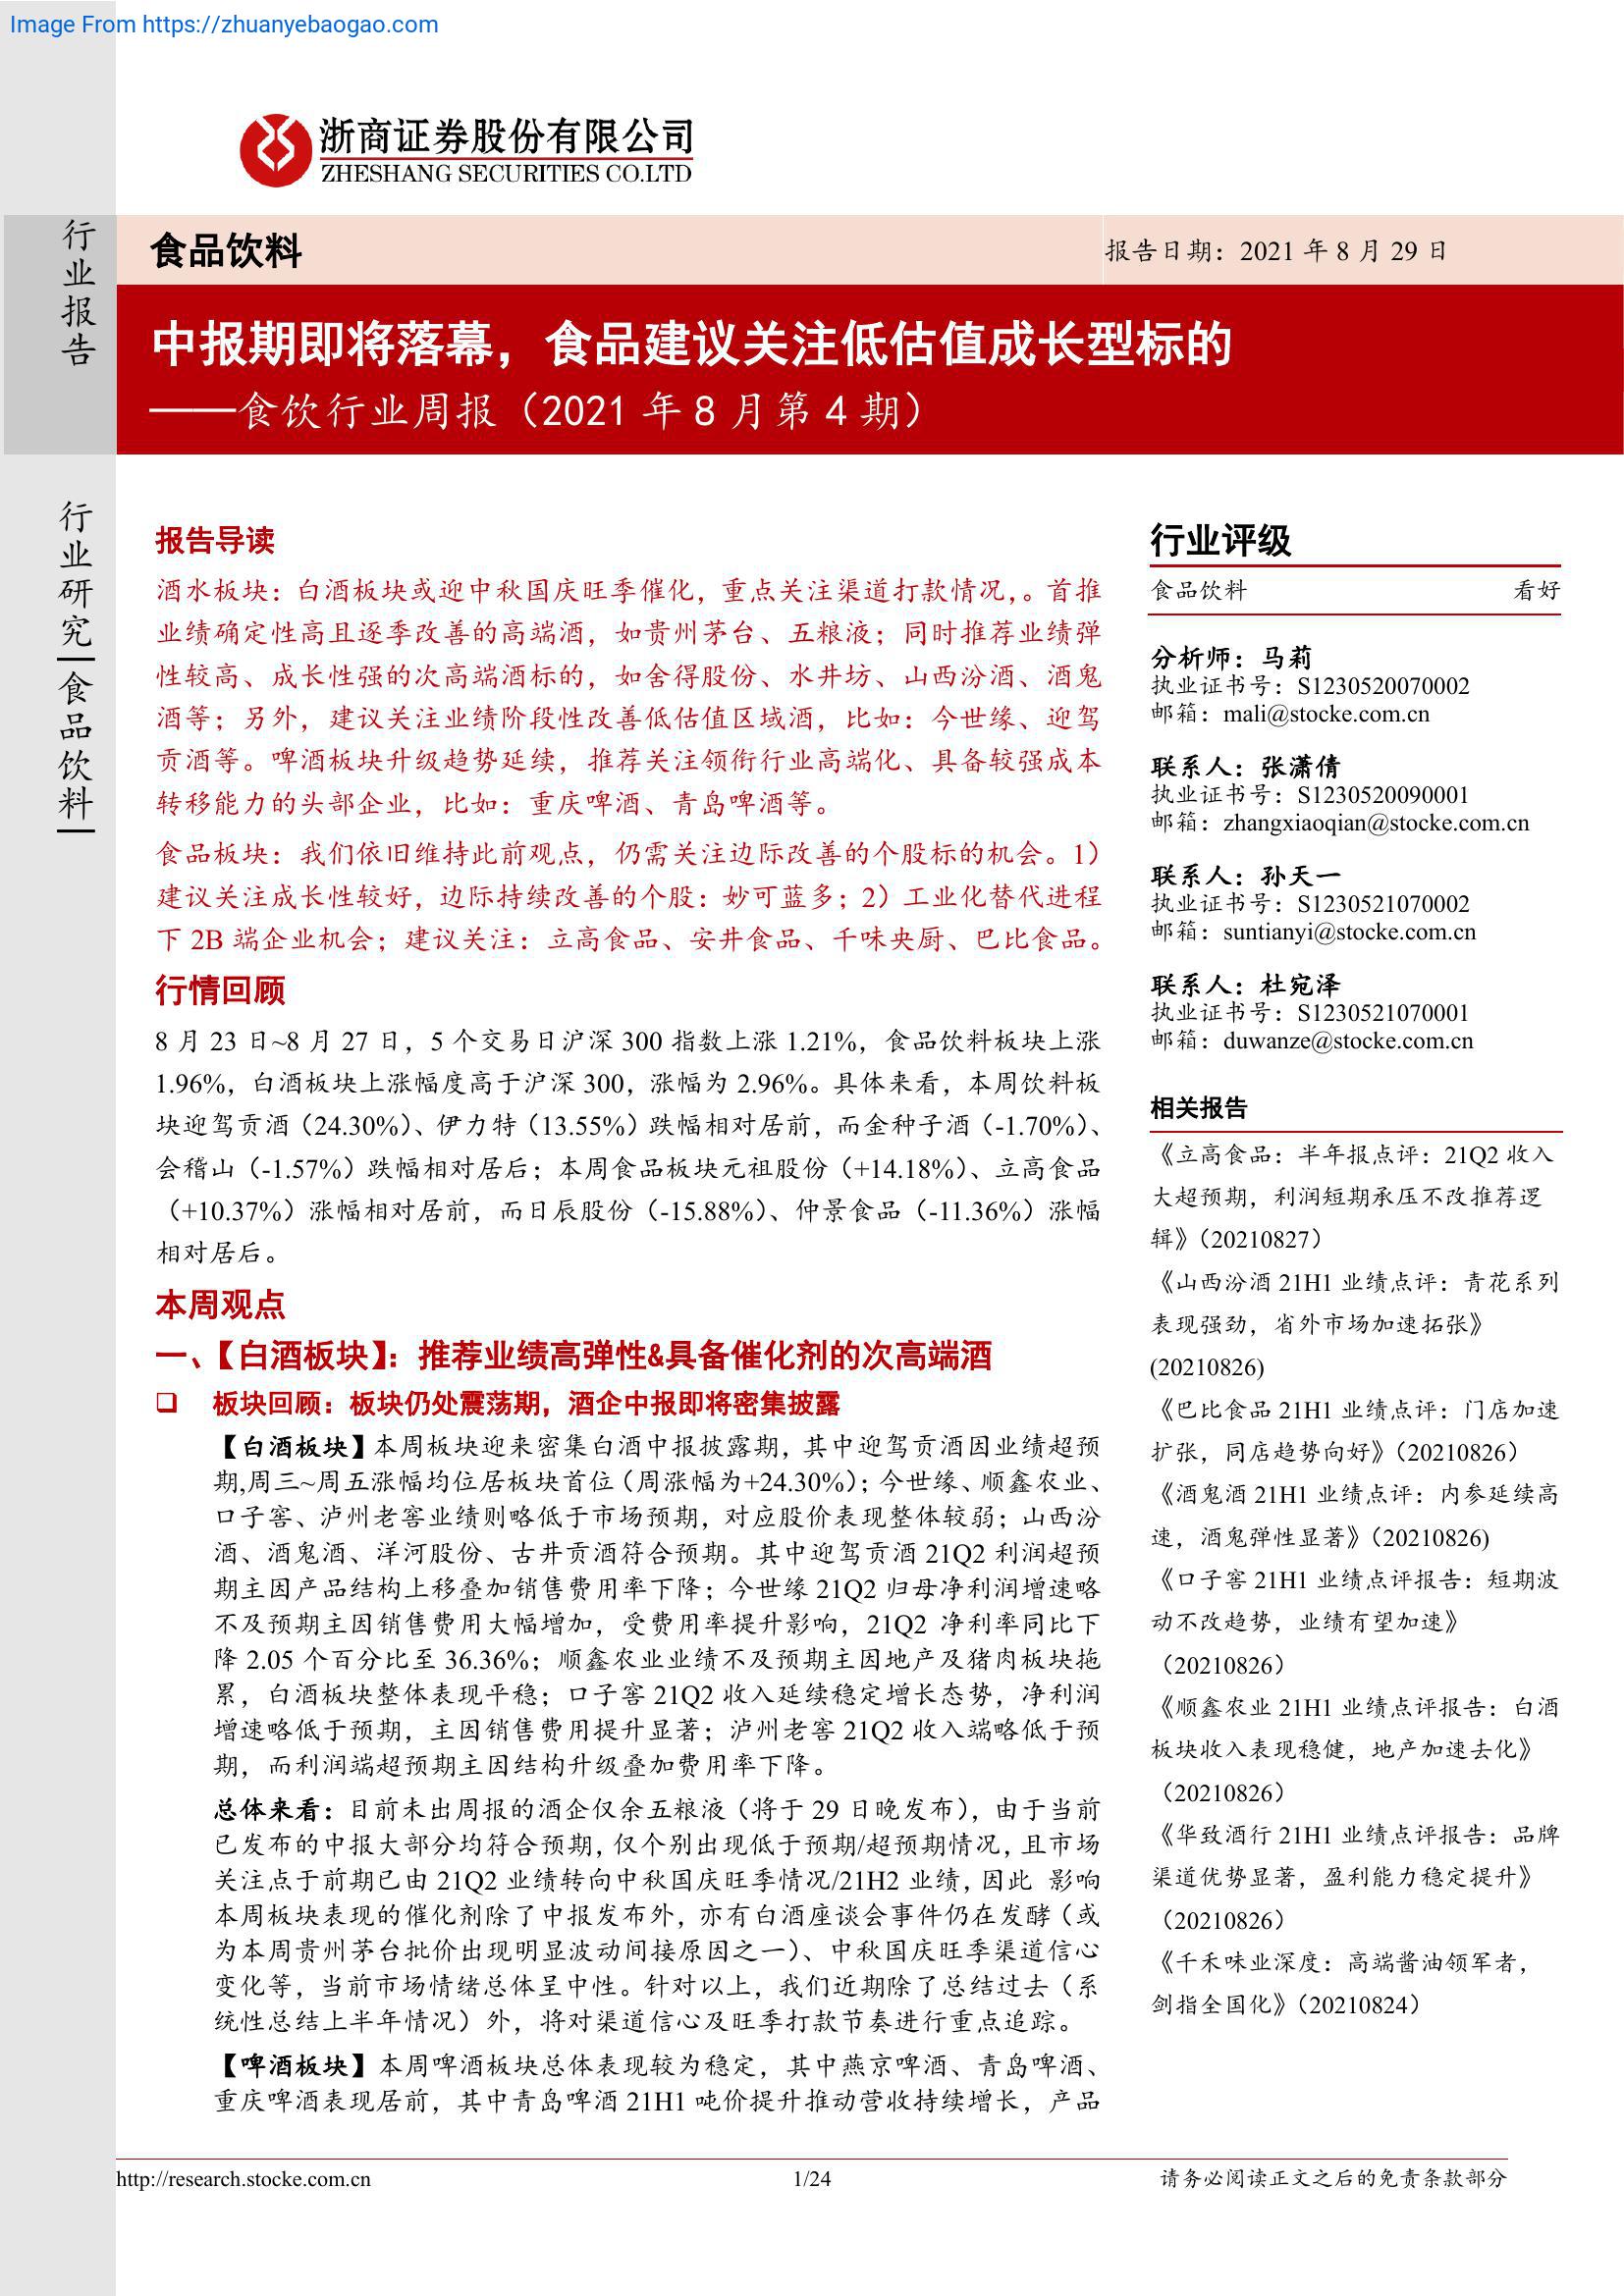 Image From https://zhuanyebaogao.com
浙商证券股份有限公司
ZHESHANG SECURITIES CO.LTD
行业报告
食品饮料
报告日期：2021 年 8 月 29 日
中报期即将落幕，食品建议关注低估值成长型标的
——食饮行业周报（2021 年 8 月第 4 期）
行业研究|食品饮料|
报告导读
酒水板块：白酒板块或迎中秋国庆旺季催化，重点关注渠道打款情况，。首推
业绩确定性高且逐季改善的高端酒，如贵州茅台、五粮液；同时推荐业绩弹
性较高、成长性强的次高端酒标的，如舍得股份、水井坊、山西汾酒、酒鬼
酒等；另外，建议关注业绩阶段性改善低估值区域酒，比如：今世缘、迎驾
贡酒等。啤酒板块升级趋势延续，推荐关注领衔行业高端化、具备较强成本
转移能力的头部企业，比如：重庆啤酒、青岛啤酒等。
食品板块：我们依旧维持此前观点，仍需关注边际改善的个股标的机会。1）
建议关注成长性较好，边际持续改善的个股：妙可蓝多；2）工业化替代进程
下 2B 端企业机会；建议关注：立高食品、安井食品、千味央厨、巴比食品。
行情回顾
8 月 23 日~8 月 27 日，5 个交易日沪深 300 指数上涨 1.21%，食品饮料板块上涨
1.96%，白酒板块上涨幅度高于沪深 300，涨幅为 2.96%。具体来看，本周饮料板
块迎驾贡酒（24.30%）、伊力特（13.55%）跌幅相对居前，而金种子酒（-1.70%）、
会稽山（-1.57%）跌幅相对居后；本周食品板块元祖股份（+14.18%）、立高食品
（+10.37%）涨幅相对居前，而日辰股份（-15.88%）、仲景食品（-11.36%）涨幅
相对居后。
本周观点
一、【白酒板块】：推荐业绩高弹性&具备催化剂的次高端酒
❑ 板块回顾：板块仍处震荡期，酒企中报即将密集披露
【白酒板块】本周板块迎来密集白酒中报披露期，其中迎驾贡酒因业绩超预
期,周三~周五涨幅均位居板块首位（周涨幅为+24.30%）；今世缘、顺鑫农业、
口子窖、泸州老窖业绩则略低于市场预期，对应股价表现整体较弱；山西汾
酒、酒鬼酒、洋河股份、古井贡酒符合预期。其中迎驾贡酒 21Q2 利润超预
期主因产品结构上移叠加销售费用率下降；今世缘 21Q2 归母净利润增速略
不及预期主因销售费用大幅增加，受费用率提升影响，21Q2 净利率同比下
降 2.05 个百分比至 36.36%；顺鑫农业业绩不及预期主因地产及猪肉板块拖
累，白酒板块整体表现平稳；口子窖 21Q2 收入延续稳定增长态势，净利润
增速略低于预期，主因销售费用提升显著；泸州老窖 21Q2 收入端略低于预
期，而利润端超预期主因结构升级叠加费用率下降。
总体来看：目前未出周报的酒企仅余五粮液（将于 29 日晚发布），由于当前
已发布的中报大部分均符合预期，仅个别出现低于预期/超预期情况，且市场
关注点于前期已由 21Q2 业绩转向中秋国庆旺季情况/21H2 业绩，因此 影响
本周板块表现的催化剂除了中报发布外，亦有白酒座谈会事件仍在发酵（或
为本周贵州茅台批价出现明显波动间接原因之一）、中秋国庆旺季渠道信心
变化等，当前市场情绪总体呈中性。针对以上，我们近期除了总结过去（系
统性总结上半年情况）外，将对渠道信心及旺季打款节奏进行重点追踪。
【啤酒板块】本周啤酒板块总体表现较为稳定，其中燕京啤酒、青岛啤酒、
重庆啤酒表现居前，其中青岛啤酒 21H1 吨价提升推动营收持续增长，产品
行业评级
食品饮料 看好
分析师：马莉
执业证书号：S1230520070002
邮箱：mali@stocke.com.cn
联系人：张潇倩
执业证书号：S1230520090001
邮箱：zhangxiaoqian@stocke.com.cn
联系人：孙天一
执业证书号：S1230521070002
邮箱：suntianyi@stocke.com.cn
联系人：杜宛泽
执业证书号：S1230521070001
邮箱：duwanze@stocke.com.cn
相关报告
《立高食品：半年报点评：21Q2 收入
大超预期，利润短期承压不改推荐逻
辑》（20210827）
《山西汾酒 21H1 业绩点评：青花系列
表现强劲，省外市场加速拓张》
(20210826)
《巴比食品 21H1 业绩点评：门店加速
扩张，同店趋势向好》（20210826）
《酒鬼酒 21H1 业绩点评：内参延续高
速，酒鬼弹性显著》（20210826)
《口子窖 21H1 业绩点评报告：短期波
动不改趋势，业绩有望加速》
（20210826）
《顺鑫农业 21H1 业绩点评报告：白酒
板块收入表现稳健，地产加速去化》
（20210826）
《华致酒行 21H1 业绩点评报告：品牌
渠道优势显著，盈利能力稳定提升》
（20210826）
《千禾味业深度：高端酱油领军者，
剑指全国化》（20210824）
http://research.stocke.com.cn
1/24
请务必阅读正文之后的免责条款部分